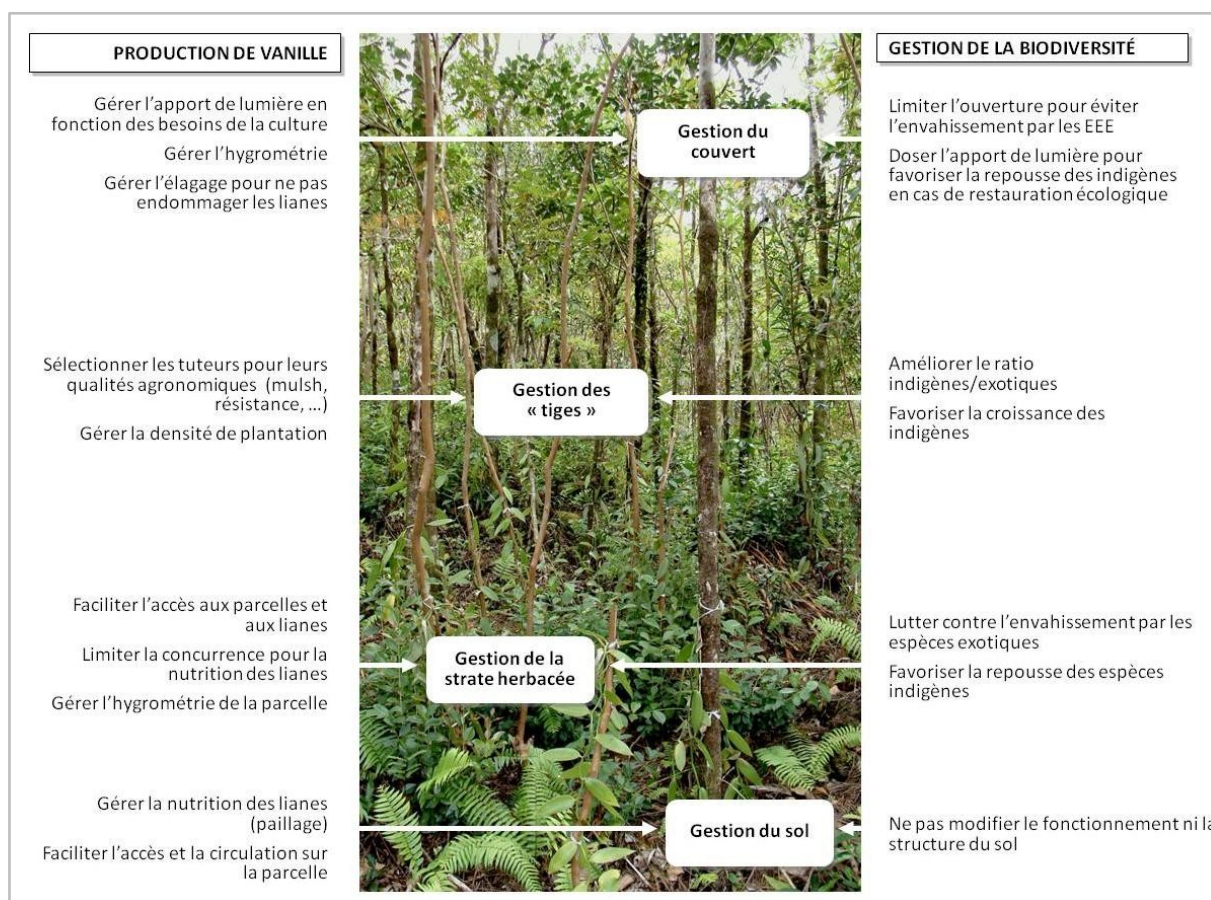 PRODUCTION DE VANILLE
Gérer l'apport de lumière en
fonction des besoins de la culture
Gérer l'hygrométrie
Gérer l'élagage pour ne pas
endommager les lianes
Gestion du
couvert
GESTION DE LA BIODIVERSITÉ
Limiter l'ouverture pour éviter
l'envahissement par les EEE
Doser l'apport de lumière pour
favoriser la repousse des indigènes
en cas de restauration écologique
Sélectionner les tuteurs pour leurs
qualités agronomiques (mulsh,
résistance, ...)
Gérer la densité de plantation
Gestion des
« tiges »
Améliorer le ratio
indigènes/exotiques
Favoriser la croissance des
indigènes
Faciliter l'accès aux parcelles et
aux lianes
Limiter la concurrence pour la
nutrition des lianes
Gérer l'hygrométrie de la parcelle
Gestion de la
strate herbacée
Lutter contre l'envahissement par les
espèces exotiques
Favoriser la repousse des espèces
indigènes
Gérer la nutrition des lianes
(paillage)
Faciliter l'accès et la circulation sur
la parcelle
Gestion du sol
Ne pas modifier le fonctionnement ni la
structure du sol